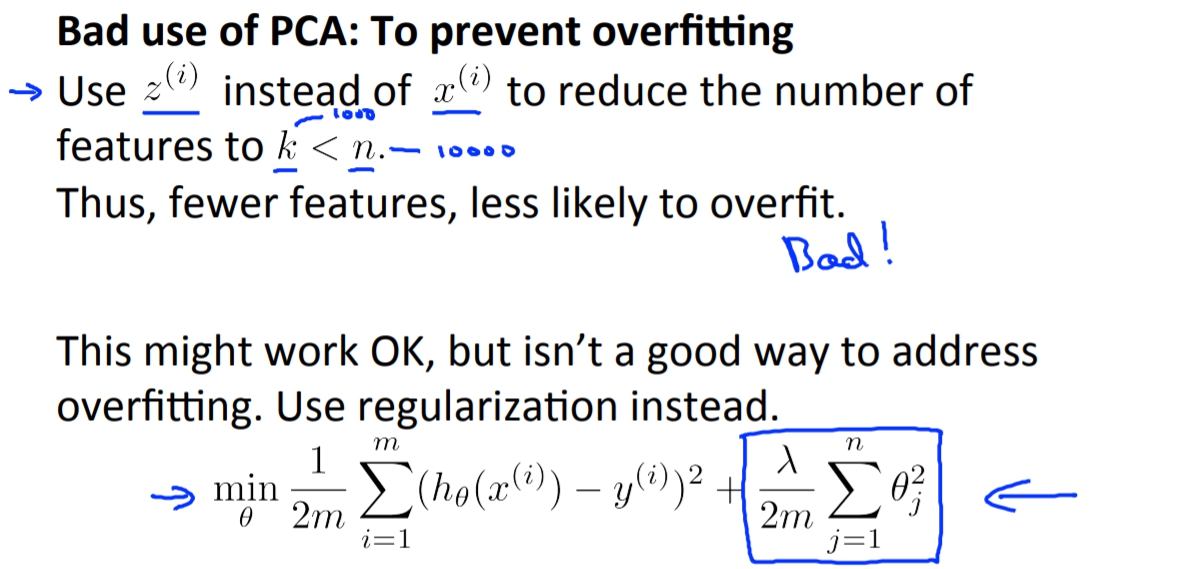 Bad use of PCA: To prevent overfitting
→ Use z^{(i)} instead of x^{(i)} to reduce the number of
1000
features to k < n. — 10000
Thus, fewer features, less likely to overfit.
Bad!
This might work OK, but isn't a good way to address
overfitting. Use regularization instead.
→ \min_{\theta} \frac{1}{2m} \sum_{i=1}^{m} (h_{\theta}(x^{(i)}) - y^{(i)})^2 + \frac{\lambda}{2m} \sum_{j=1}^{n} \theta_j^2 ←